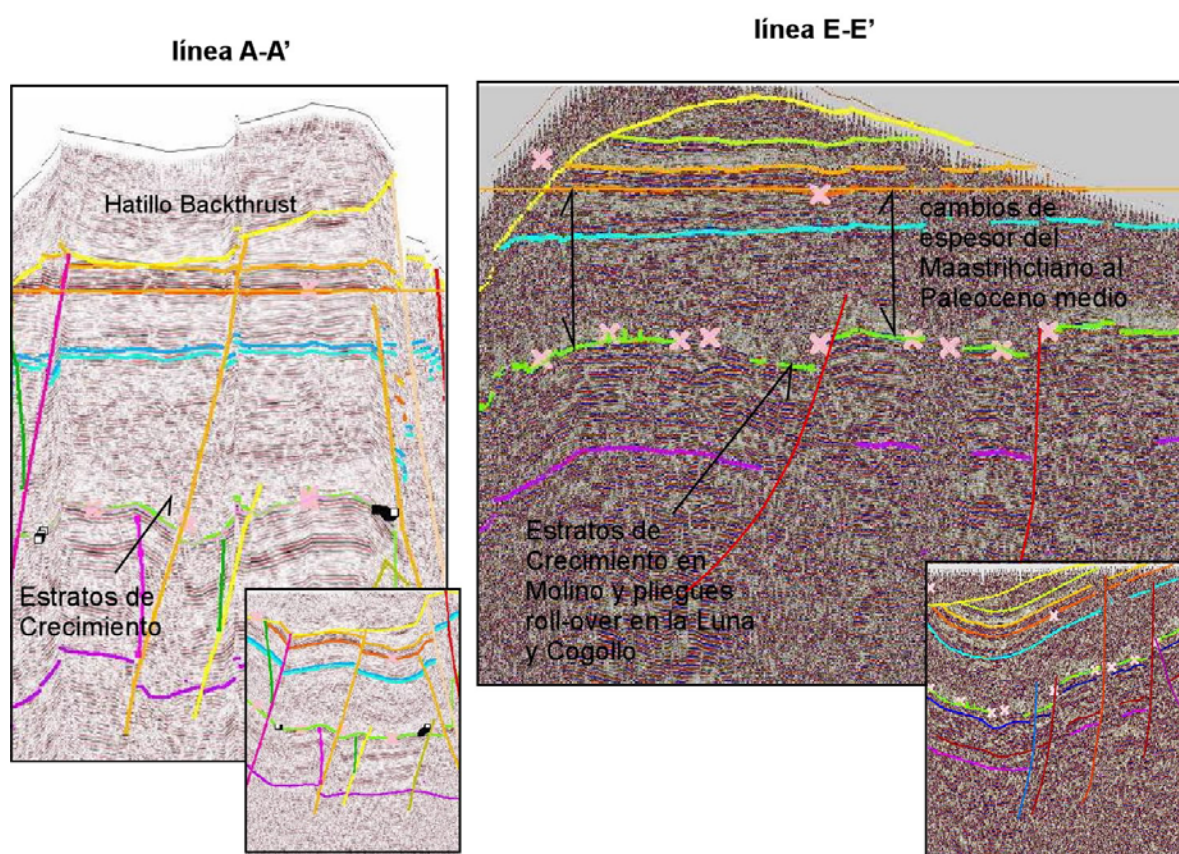 línea A-A’
línea E-E’
Hatillo Backthrust
Estratos de
Crecimiento
cambios de
espesor del
Maastrihctiano al
Paleoceno medio
Estratos de
Crecimiento en
Molino y pliegues
roll-over en la Luna
y Cogollo